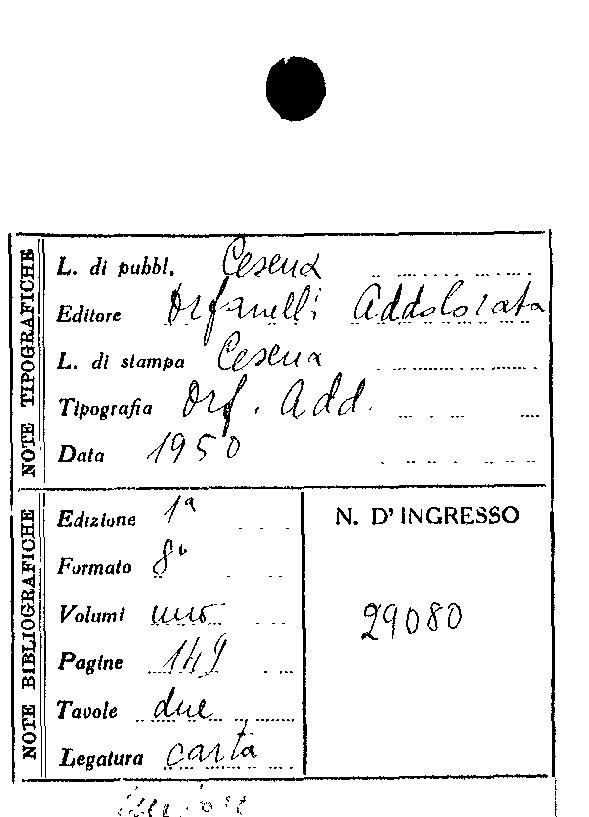 NOTE TIPOGRAFICHE
L. di pubbl. Cesena
Editore Orfanelli Addolorata
L. di stampa Cesena
Tipografia Orf. Add.
Data 1950
NOTE BIBLIOGRAFICHE
Edizione 1ª
Formato 8º
Volumi uno
Pagine 149
Tavole due
Legatura carta
N. D'INGRESSO
29080